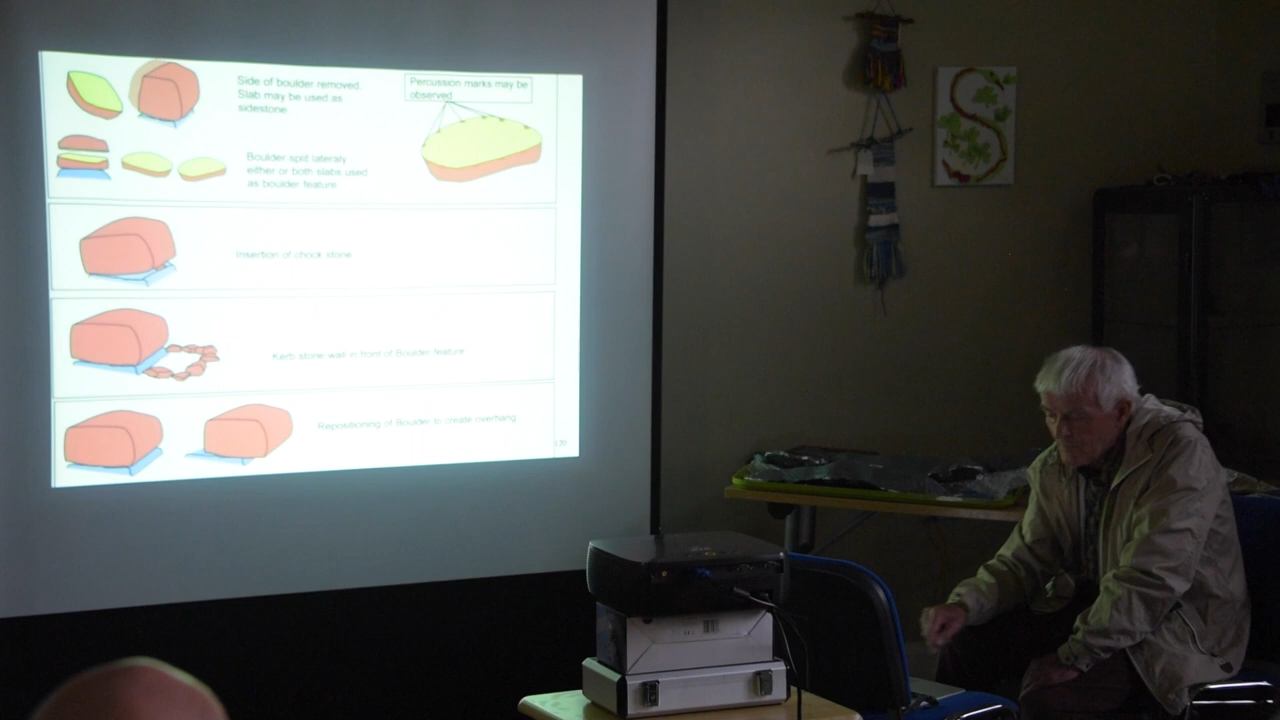 Side of boulder removed
Slab may be used as
sidestone
Percussion marks may be
observed
Boulder split laterally
either or both slabs used
as boulder feature
Insertion of chock stone
Kerb stone wall in front of Boulder feature
Repositioning of Boulder to create overhang